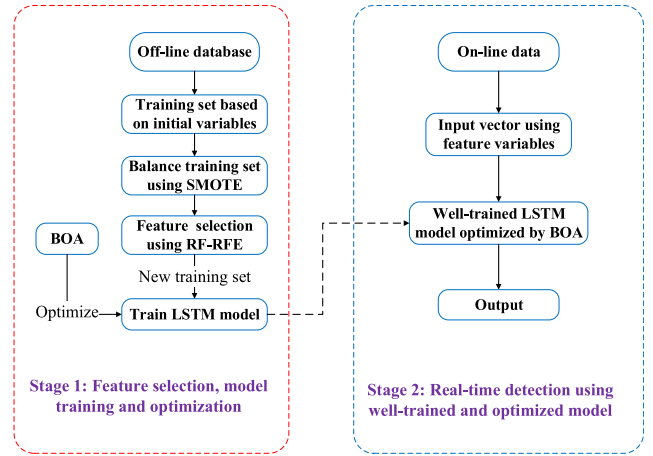 Off-line database
Training set based
on initial variables
Balance training set
using SMOTE
Feature selection
using RF-RFE
BOA
New training set
Optimize
Train LSTM model
Stage 1: Feature selection, model
training and optimization
On-line data
Input vector using
feature variables
Well-trained LSTM
model optimized by BOA
Output
Stage 2: Real-time detection using
well-trained and optimized model